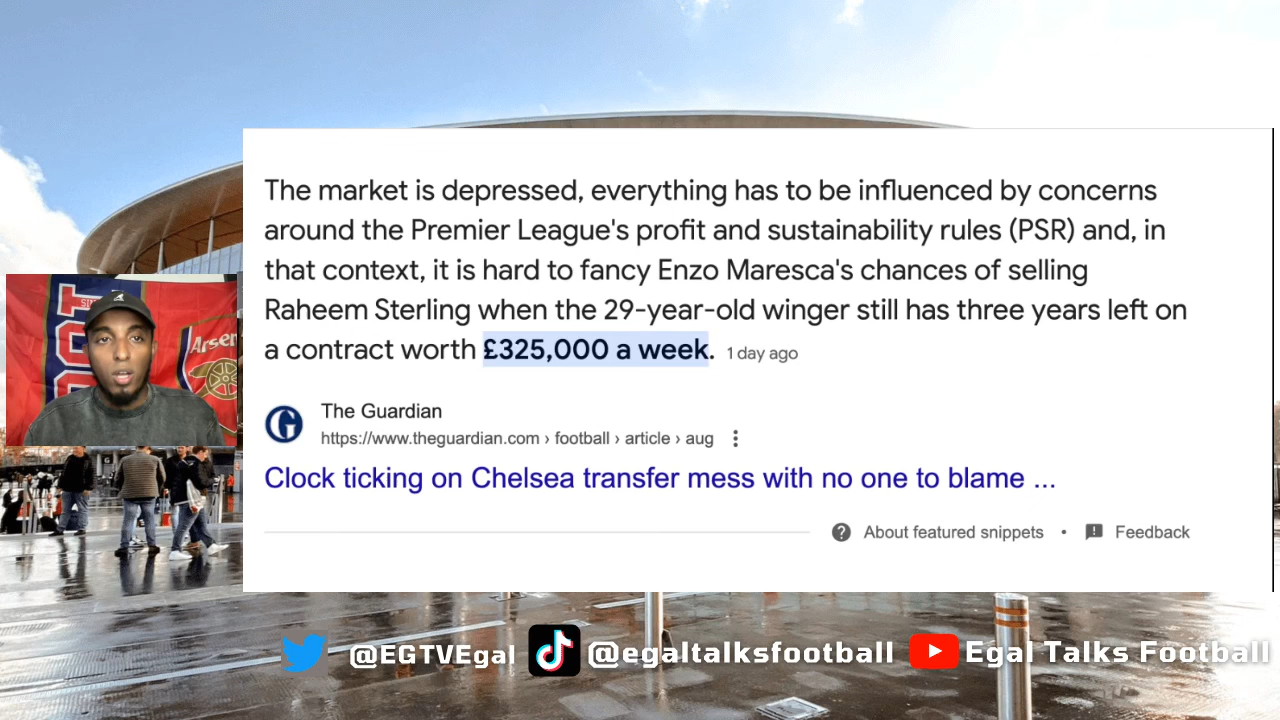 The market is depressed, everything has to be influenced by concerns
around the Premier League's profit and sustainability rules (PSR) and, in
that context, it is hard to fancy Enzo Maresca's chances of selling
Raheem Sterling when the 29-year-old winger still has three years left on
a contract worth £325,000 a week. 1 day ago
Arsen
G The Guardian
https://www.theguardian.com › football › article › aug
Clock ticking on Chelsea transfer mess with no one to blame ...
About featured snippets • Feedback
@EGTVEgal @egaltalksfootball Egal Talks Football